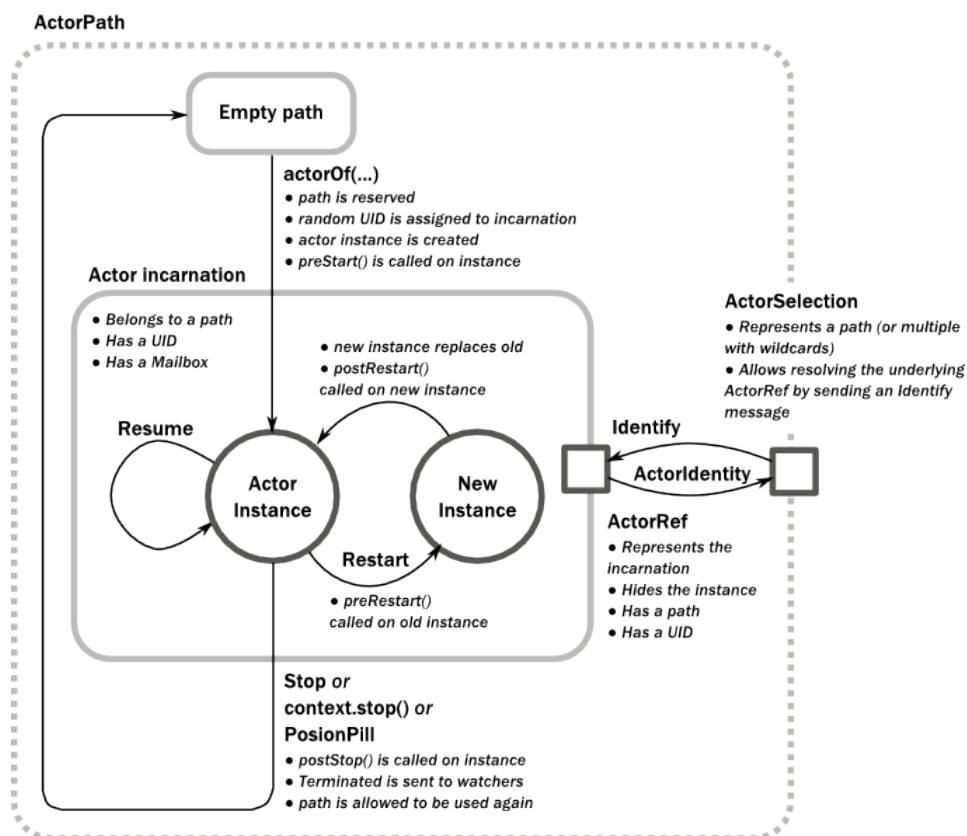 ActorPath
Empty path
actorOf(...)
● path is reserved
● random UID is assigned to incarnation
● actor instance is created
● preStart() is called on instance
Actor incarnation
● Belongs to a path
● Has a UID
● Has a Mailbox
● new instance replaces old
● postRestart()
called on new instance
Resume
Actor
Instance
New
Instance
Restart
● preRestart()
called on old instance
ActorSelection
● Represents a path (or multiple
with wildcards)
● Allows resolving the underlying
ActorRef by sending an Identify
message
Identify
ActorIdentity
ActorRef
● Represents the
incarnation
● Hides the instance
● Has a path
● Has a UID
Stop or
context.stop() or
PosionPill
● postStop() is called on instance
● Terminated is sent to watchers
● path is allowed to be used again